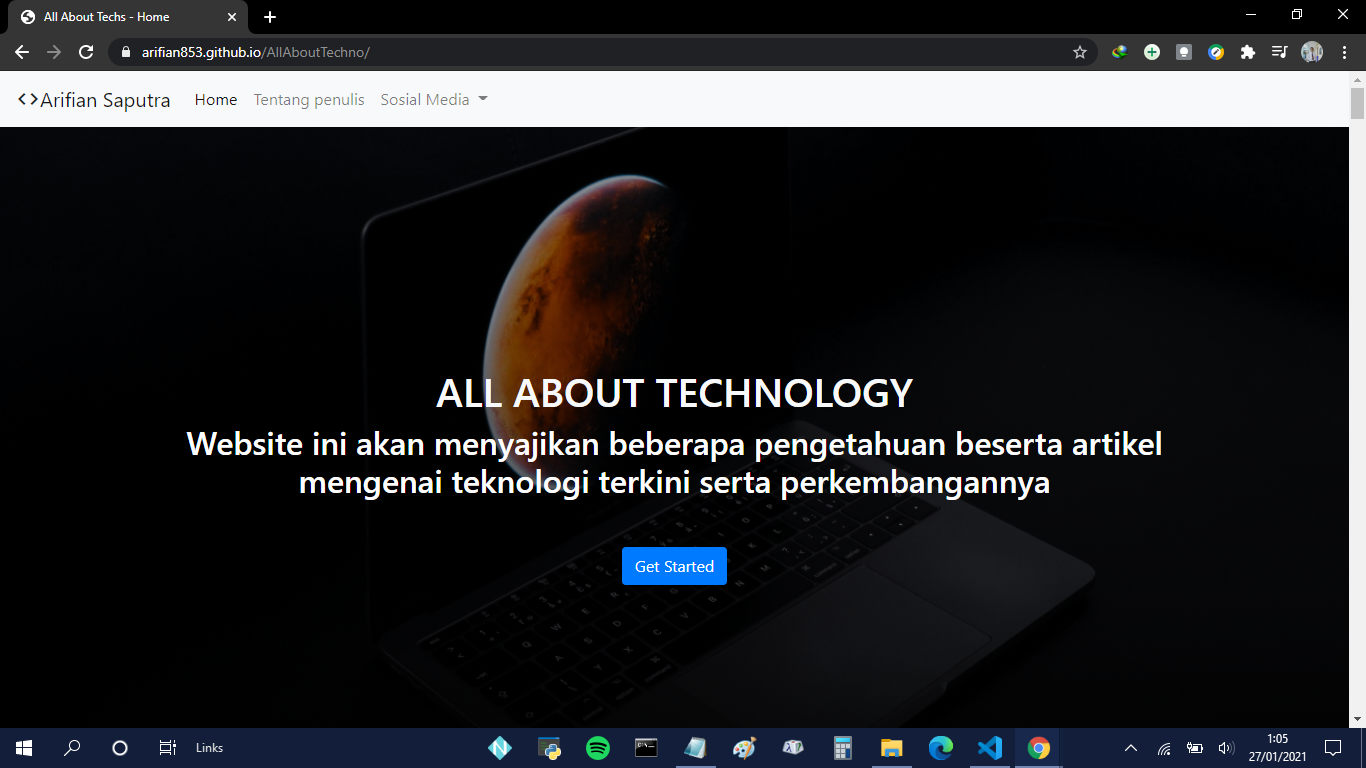 All About Techs - Home
arifian853.github.io/AllAboutTechno/
<>Arifian Saputra Home Tentang penulis Sosial Media
ALL ABOUT TECHNOLOGY
Website ini akan menyajikan beberapa pengetahuan beserta artikel
mengenai teknologi terkini serta perkembangannya
Get Started
Links
1:05
27/01/2021